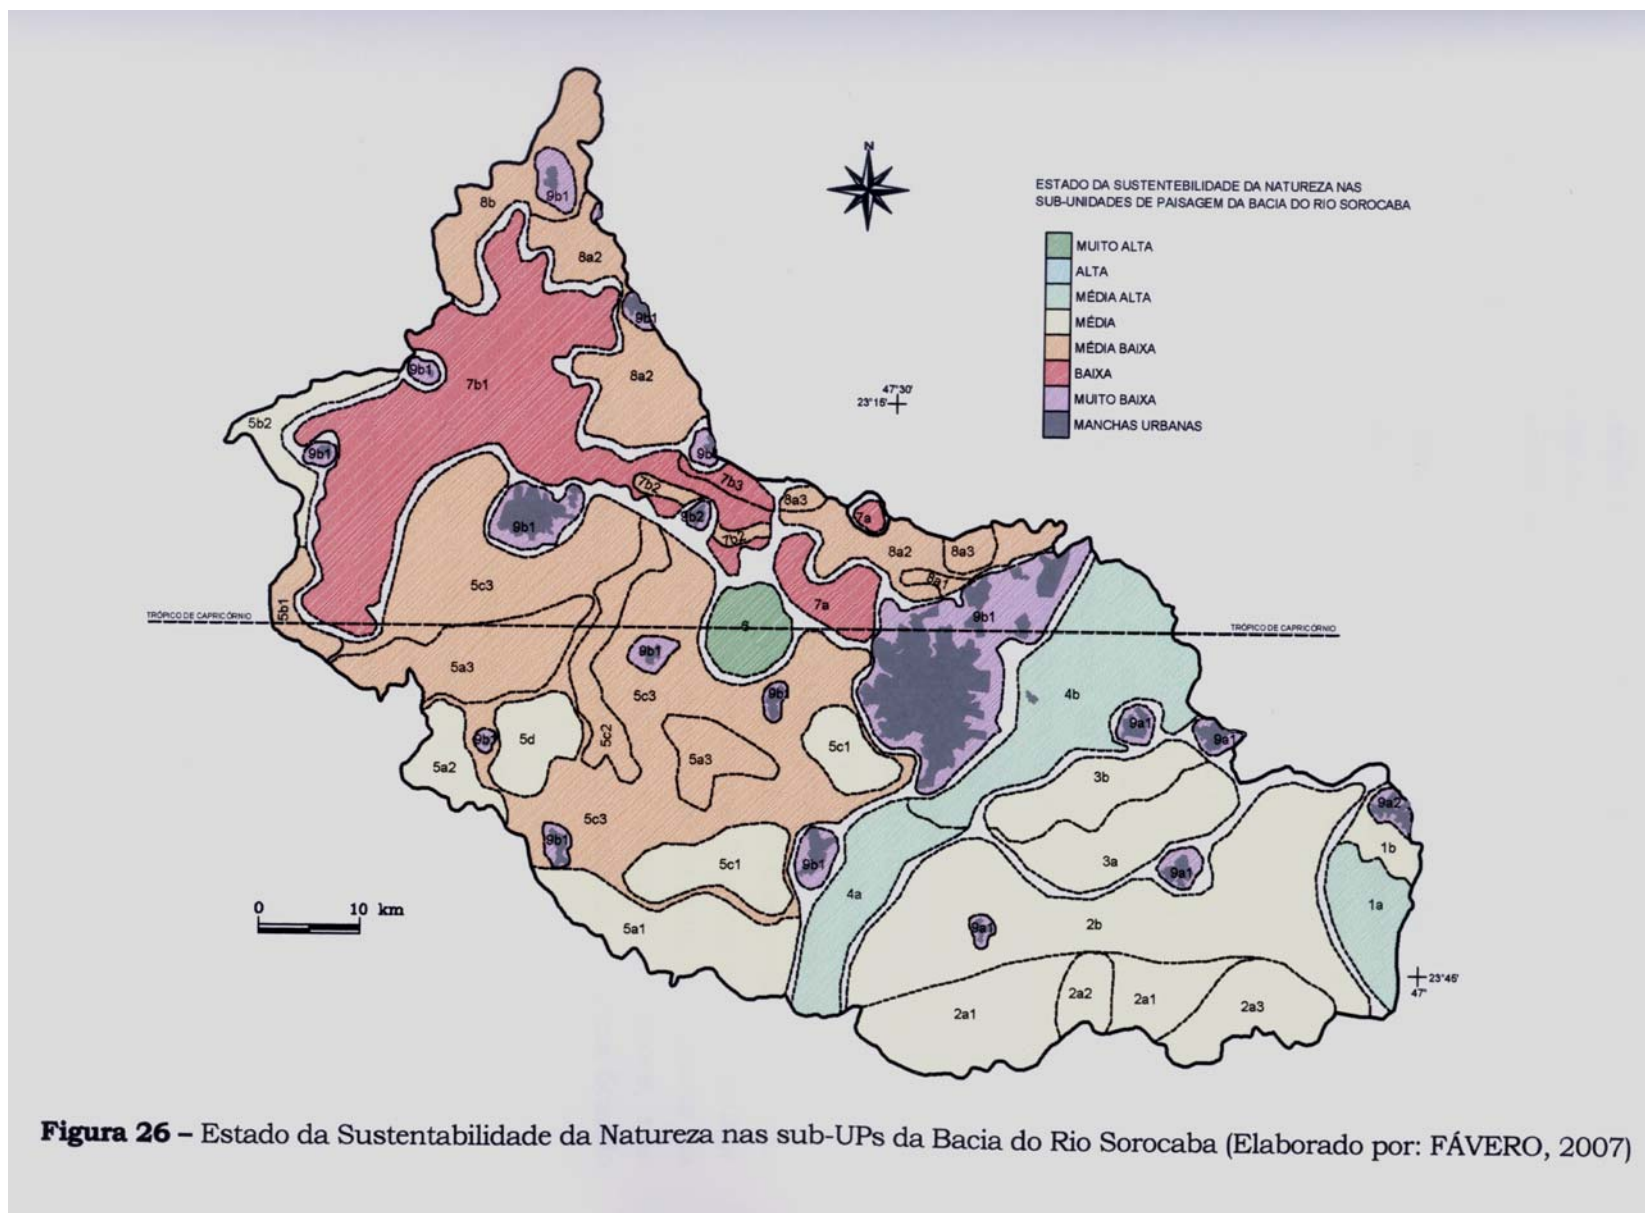 N
ESTADO DA SUSTENTEBILIDADE DA NATUREZA NAS
SUB-UNIDADES DE PAISAGEM DA BACIA DO RIO SOROCABA
MUITO ALTA
ALTA
MÉDIA ALTA
MÉDIA
MÉDIA BAIXA
BAIXA
MUITO BAIXA
MANCHAS URBANAS
9b1
8b
8a2
9b1
9b1
7b1
8a2
47°30'
23°15'
5b2
9b1
7b3
7b2
8a3
9b1
7a
8a2
8a3
8a1
5c3
5b1
7a
9b1
TRÓPICO DE CAPRICÓRNIO
6
TRÓPICO DE CAPRICÓRNIO
9b1
5a3
5c3
9b1
4b
9a1
5d
5c2
5c1
9a1
5a2
5a3
3b
9a2
5c3
9b1
1b
5c1
9b1
3a
9a1
4a
1a
0 10 km
5a1
9a1
2b
23°45'
47°
2a2
2a1
2a3
2a1
Figura 26 – Estado da Sustentabilidade da Natureza nas sub-UPs da Bacia do Rio Sorocaba (Elaborado por: FÁVERO, 2007)